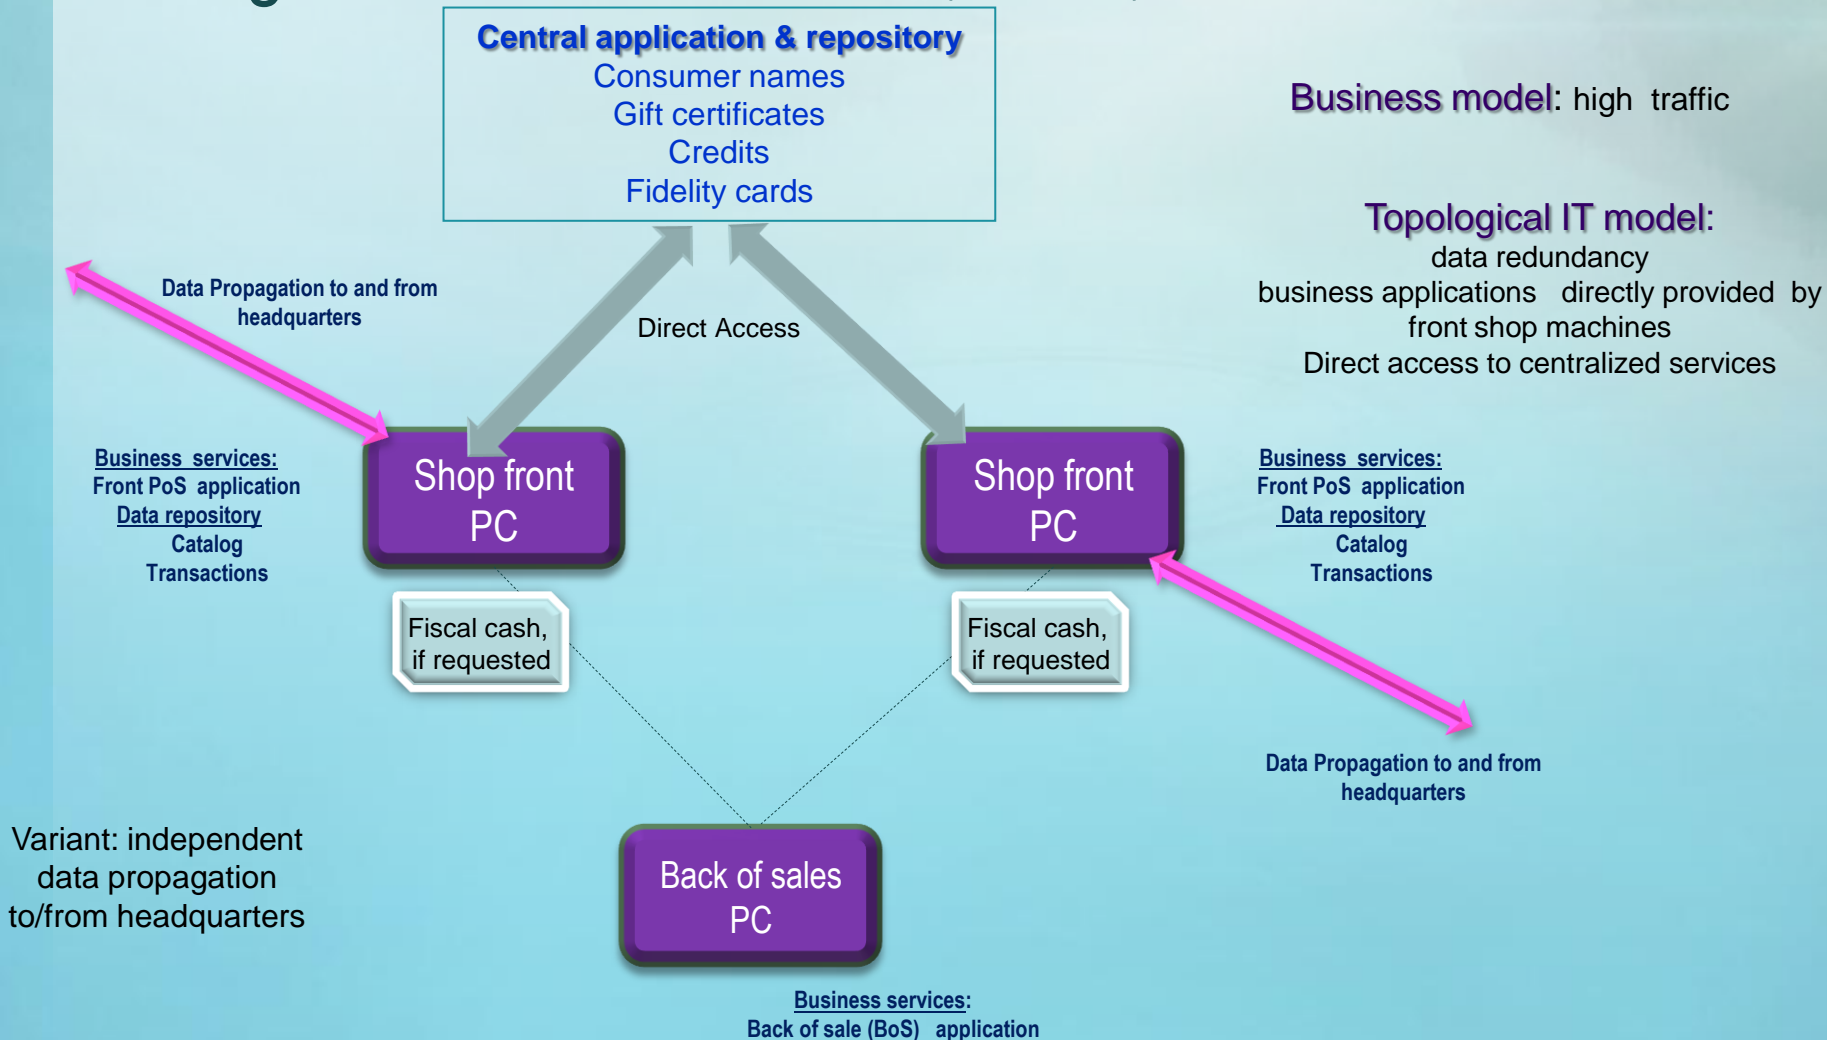 Central application & repository
Consumer names
Gift certificates
Credits
Fidelity cards
Business model: high traffic
Topological IT model:
data redundancy
business applications directly provided by
front shop machines
Direct access to centralized services
Data Propagation to and from
headquarters
Direct Access
Business services:
Front PoS application
Data repository
Catalog
Transactions
Shop front
PC
Shop front
PC
Business services:
Front PoS application
Data repository
Catalog
Transactions
Fiscal cash,
if requested
Fiscal cash,
if requested
Data Propagation to and from
headquarters
Variant: independent
data propagation
to/from headquarters
Back of sales
PC
Business services:
Back of sale (BoS) application